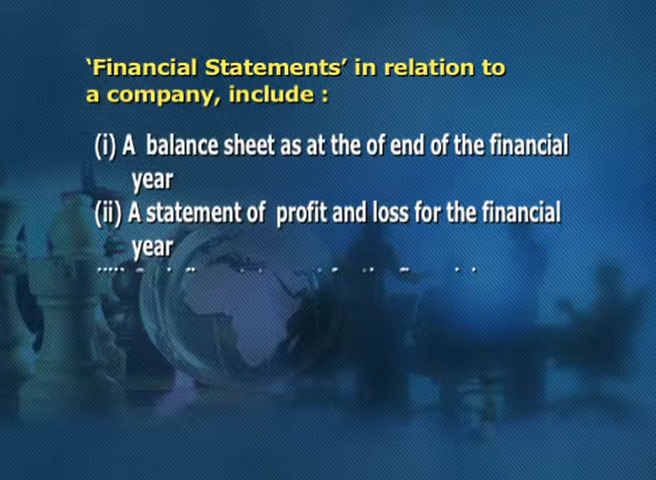 ‘Financial Statements’ in relation to
a company, include :
(i) A balance sheet as at the of end of the financial
year
(ii) A statement of profit and loss for the financial
year